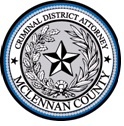 CRIMINAL DISTRICT ATTORNEY
MCLENNAN COUNTY